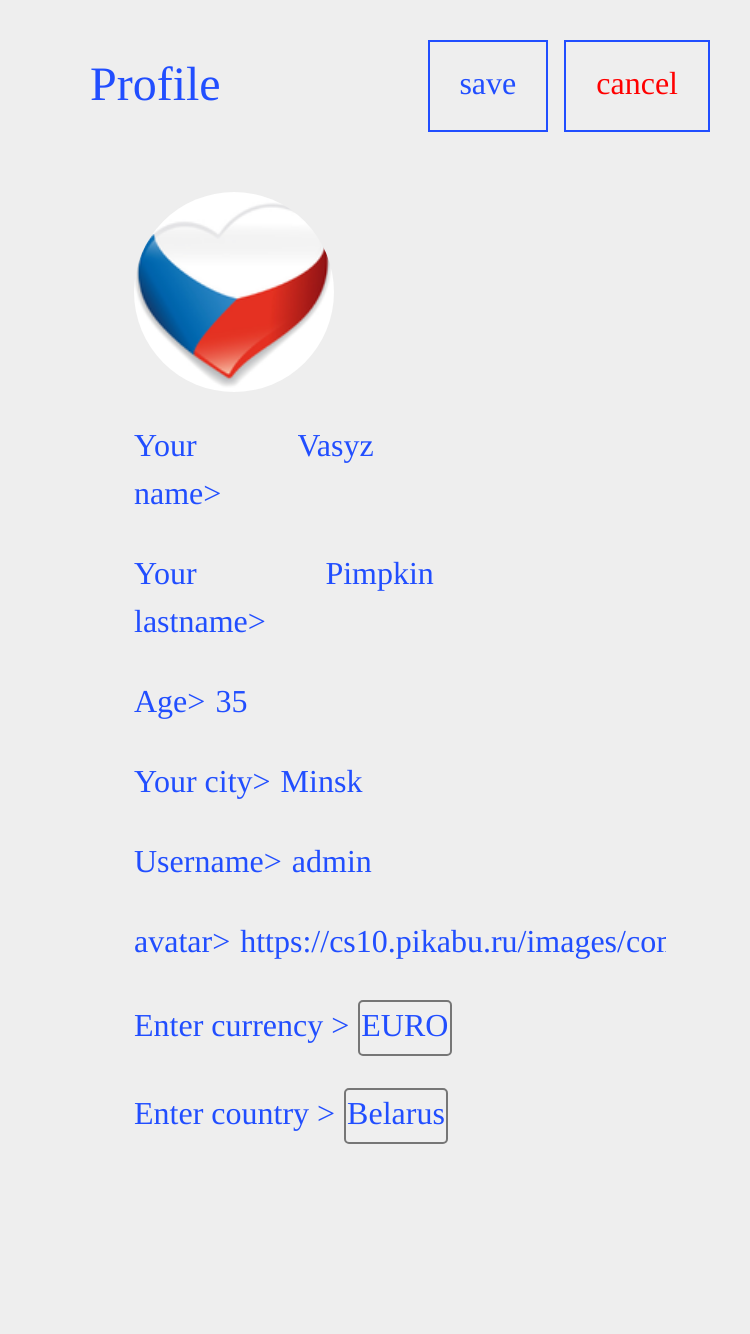 Profile
save
cancel
Your name>
Vasyz
Your lastname>
Pimpkin
Age> 35
Your city> Minsk
Username> admin
avatar> https://cs10.pikabu.ru/images/
Enter currency > EURO
Enter country > Belarus